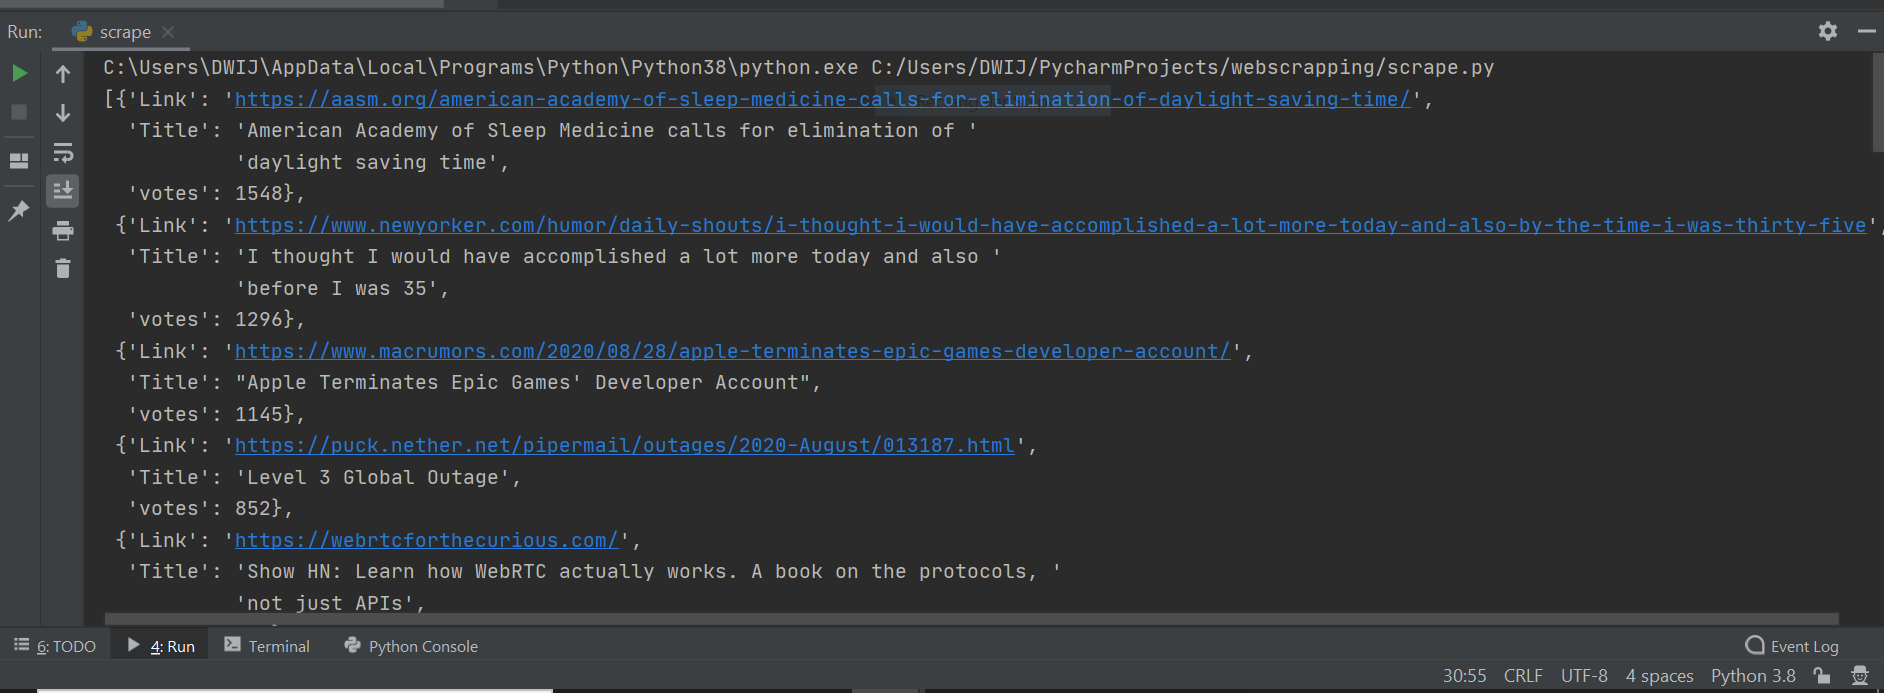 Run: scrape
C:\Users\DWIJ\AppData\Local\Programs\Python\Python38\python.exe C:/Users/DWIJ/PycharmProjects/webscrapping/scrape.py
[{'Link': 'https://aasm.org/american-academy-of-sleep-medicine-calls-for-elimination-of-daylight-saving-time/',
'Title': 'American Academy of Sleep Medicine calls for elimination of '
'daylight saving time',
'votes': 1548},
{'Link': 'https://www.newyorker.com/humor/daily-shouts/i-thought-i-would-have-accomplished-a-lot-more-today-and-also-by-the-time-i-was-thirty-five',
'Title': 'I thought I would have accomplished a lot more today and also '
'before I was 35',
'votes': 1296},
{'Link': 'https://www.macrumors.com/2020/08/28/apple-terminates-epic-games-developer-account/',
'Title': "Apple Terminates Epic Games' Developer Account",
'votes': 1145},
{'Link': 'https://puck.nether.net/pipermail/outages/2020-August/013187.html',
'Title': 'Level 3 Global Outage',
'votes': 852},
{'Link': 'https://webrtcforthecurious.com/',
'Title': 'Show HN: Learn how WebRTC actually works. A book on the protocols, '
'not just APIs',
6: TODO 4: Run Terminal Python Console Event Log
30:55 CRLF UTF-8 4 spaces Python 3.8